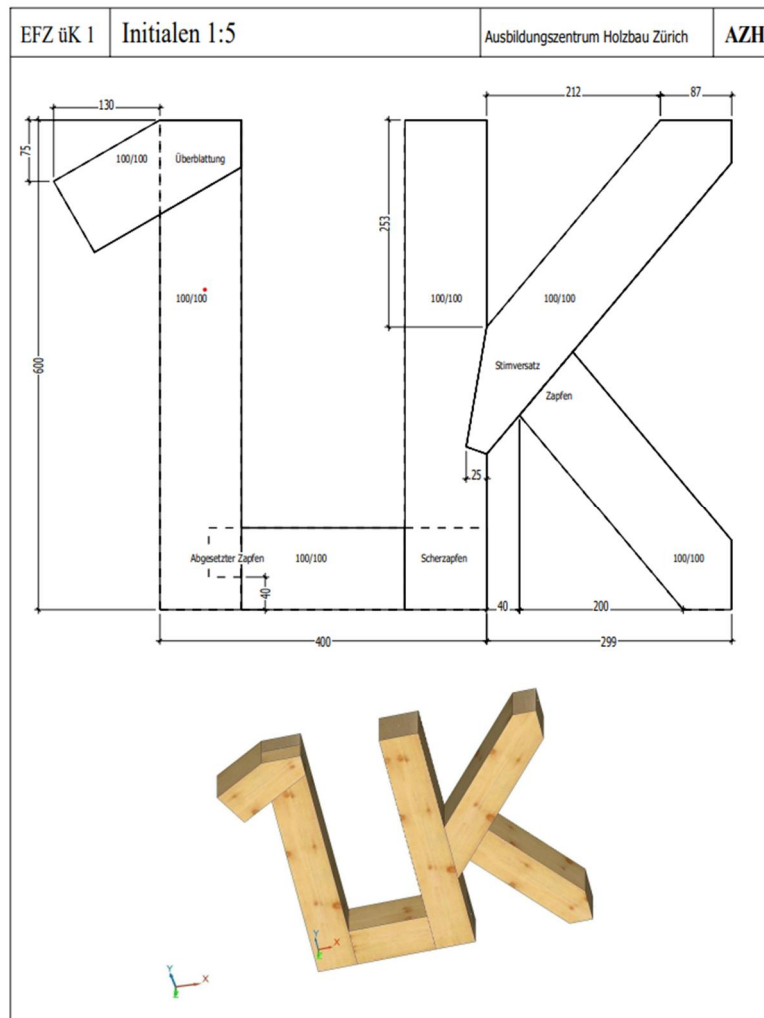 EFZ üK 1 Initialen 1:5 Ausbildungszentrum Holzbau Zürich AZH
130 212 87
75 100/100 Überblattung
253
100/100 100/100 100/100
600
Stirnversatz
Zapfen
25
Abgesetzter Zapfen 100/100 Scherzapfen 100/100
40 40 200
400 299
Y X Z
Y X Z